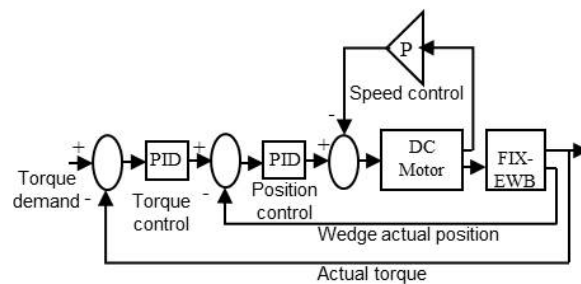 P
Speed control
-
+
PID
+
PID
+
DC
Motor
FIX-
EWB
Torque
demand
-
Torque
control
-
Position
control
Wedge actual position
Actual torque